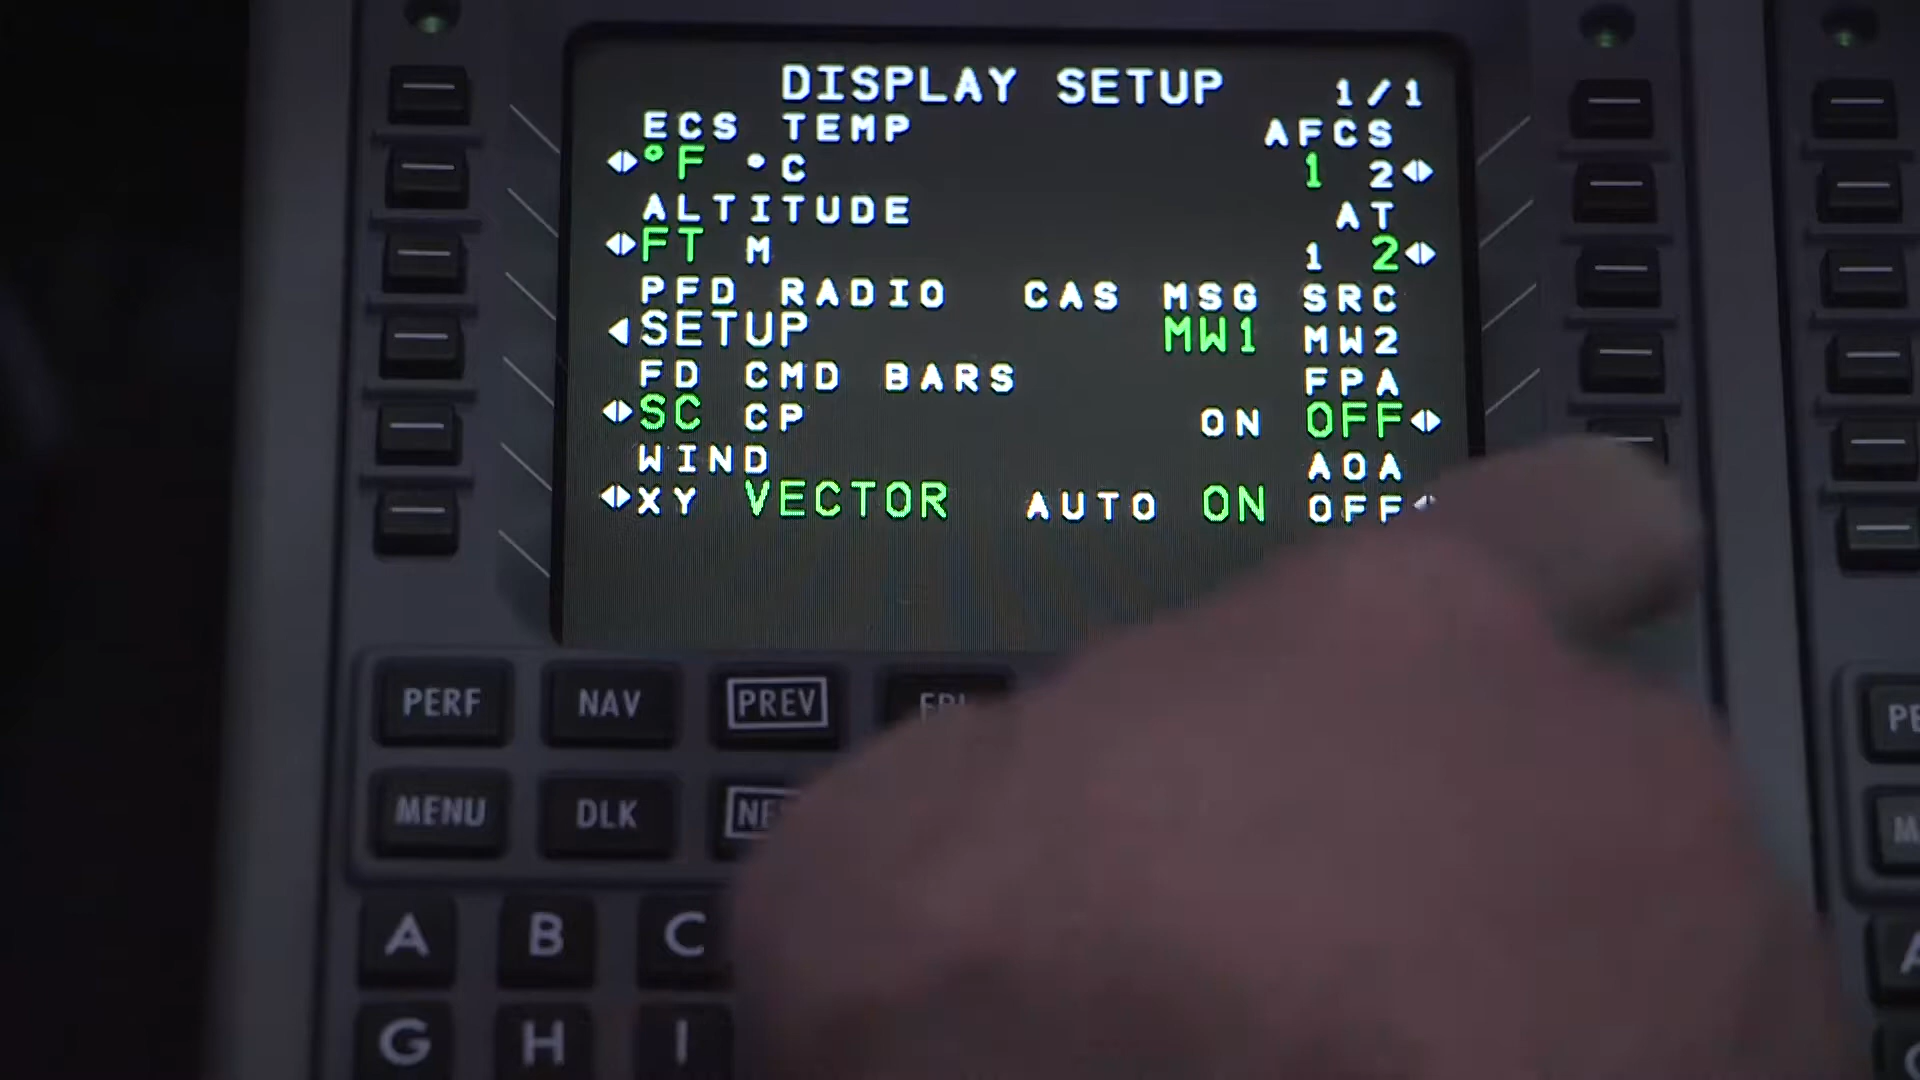 DISPLAY SETUP 1/1
ECS TEMP AFCS
°F °C 1 2
ALTITUDE AT
FT M 1 2
PFD RADIO CAS MSG SRC
SETUP MW1 MW2
FD CMD BARS FPA
SC CP ON OFF
WIND AOA
XY VECTOR AUTO ON OFF
PERF NAV PREV
MENU DLK
A B C
G H I